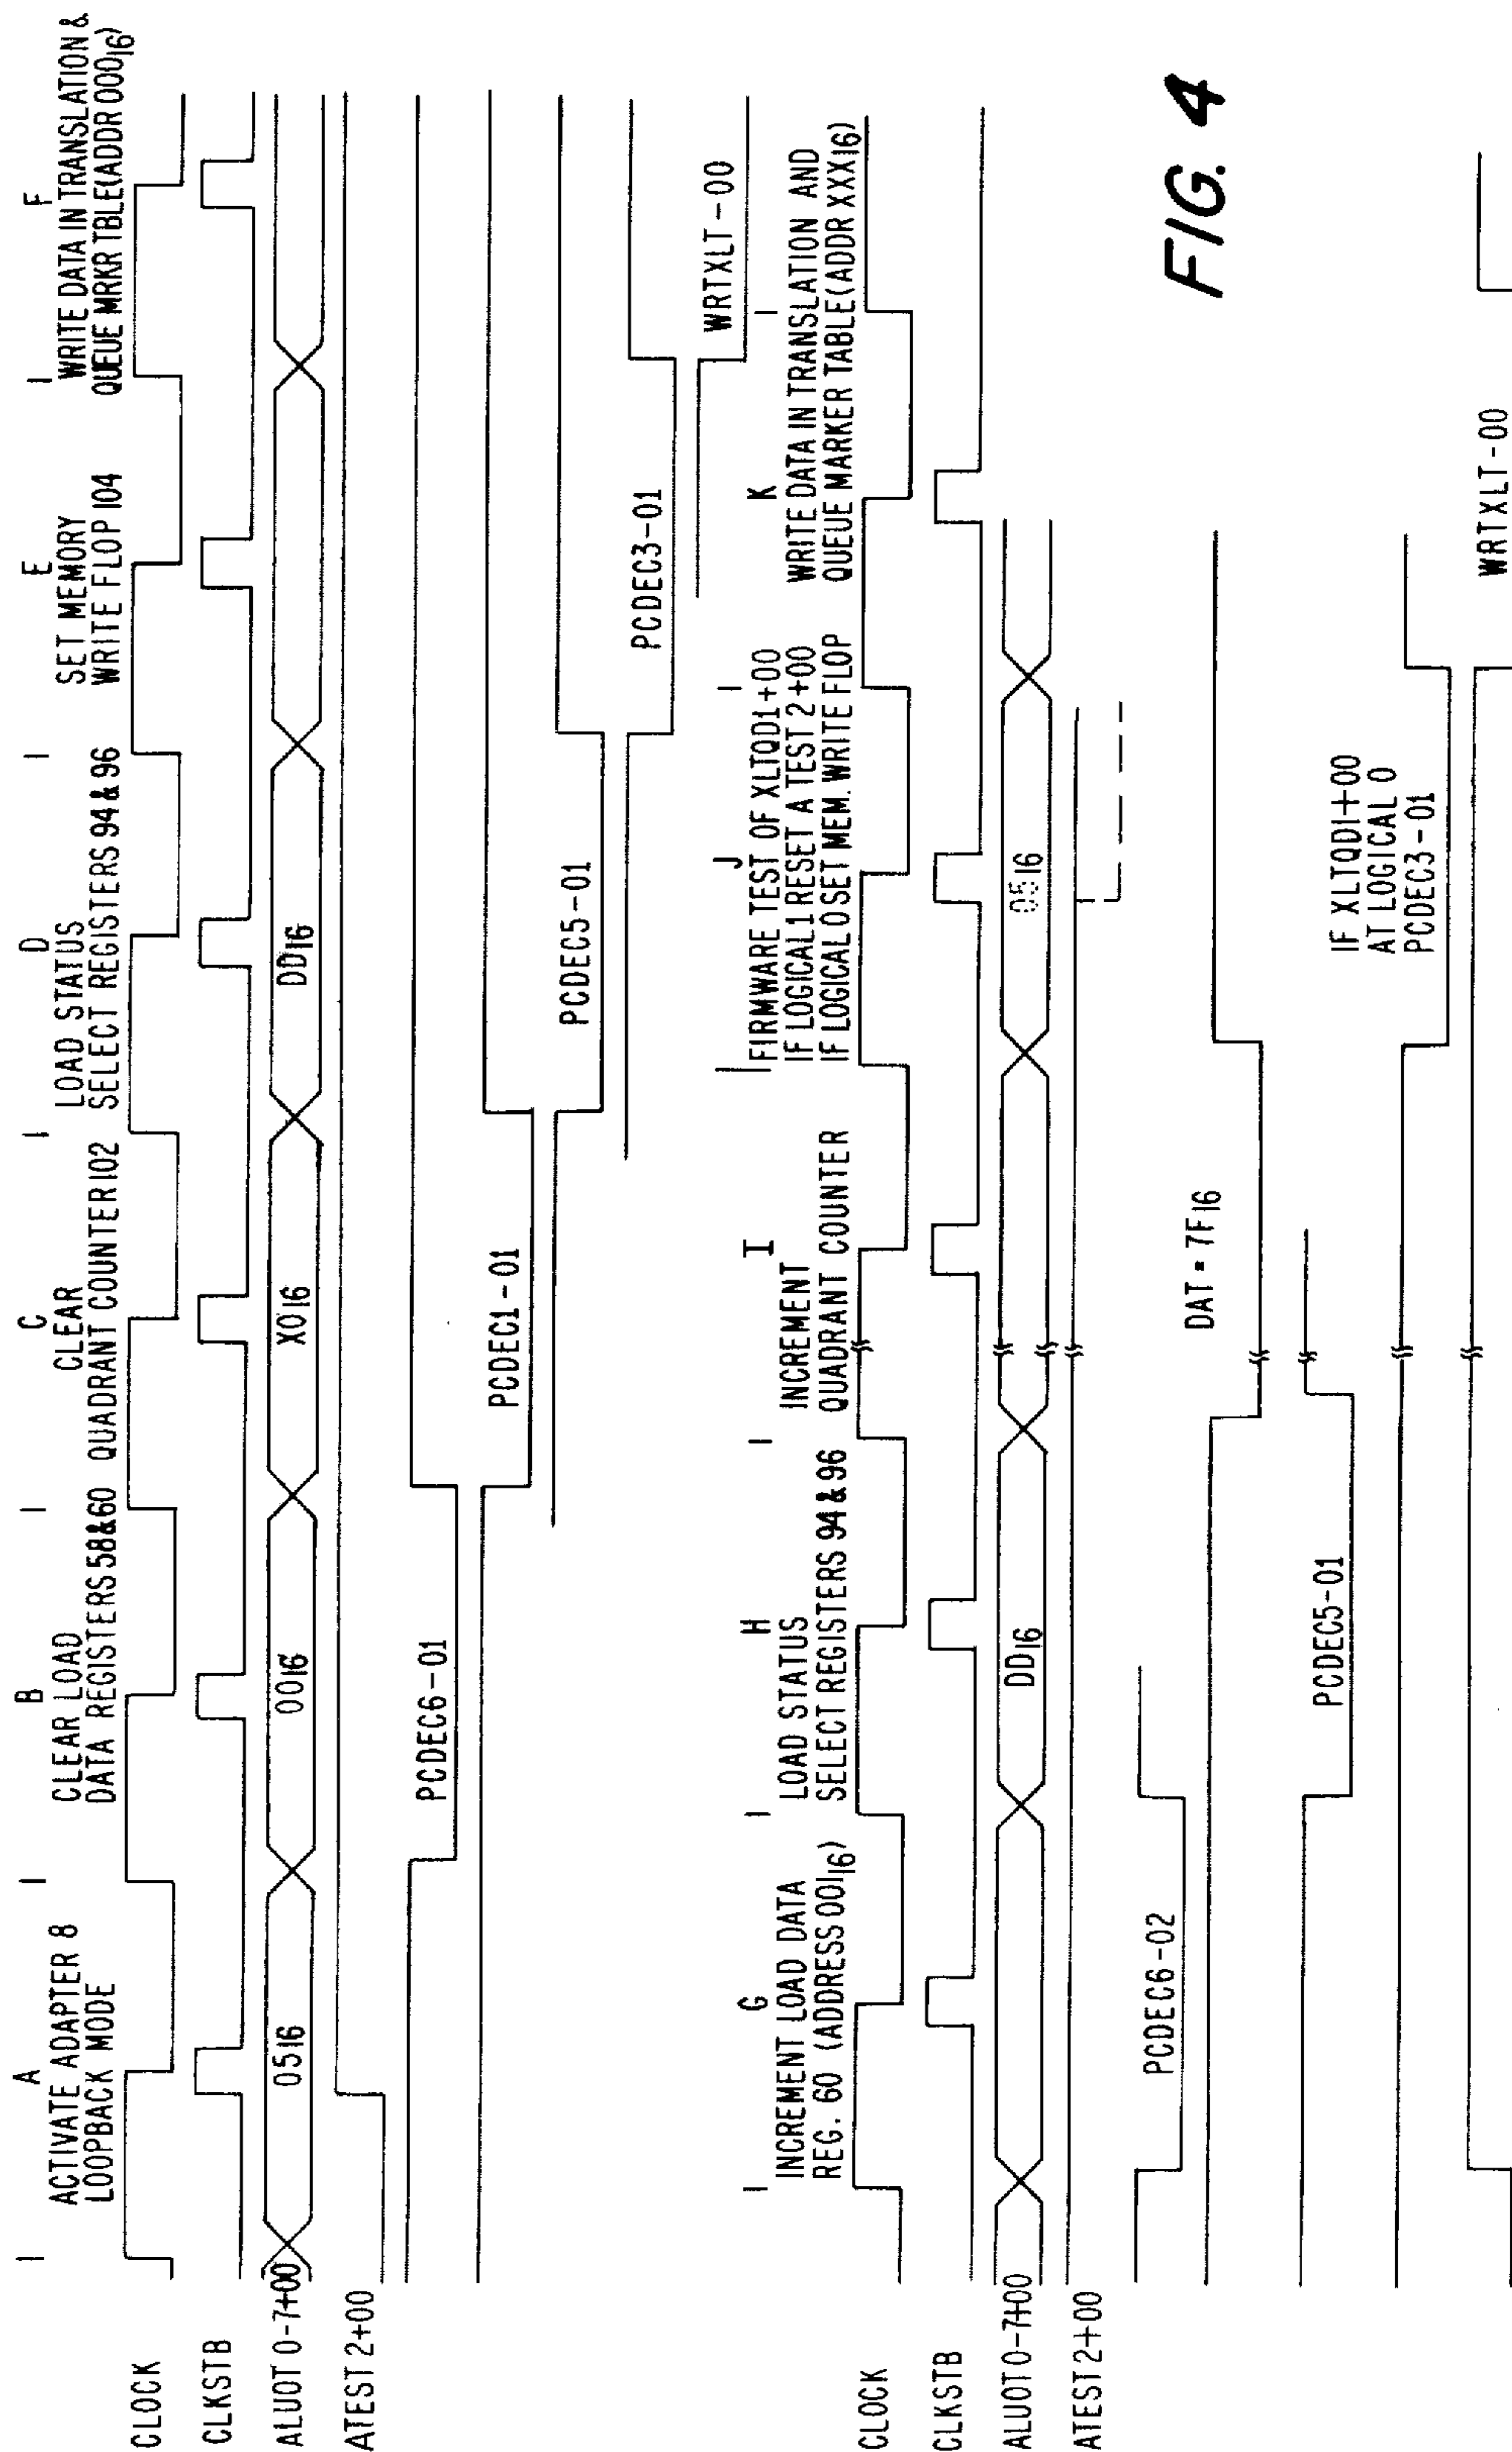 A
ACTIVATE ADAPTER 8
LOOPBACK MODE
B
CLEAR LOAD
DATA REGISTERS 58&60
C
CLEAR
QUADRANT COUNTER 102
D
LOAD STATUS
SELECT REGISTERS 94&96
E
SET MEMORY
WRITE FLOP 104
F
WRITE DATA IN TRANSLATION &
QUEUE MRKR TBLE(ADDR 000₁₆)
CLOCK
CLKSTB
ALUOT 0-7+00
05₁₆
00₁₆
X0₁₆
DD₁₆
ATEST 2+00
PCDEC6-01
PCDEC1-01
PCDEC5-01
PCDEC3-01
WRTXLT-00
G
INCREMENT LOAD DATA
REG. 60 (ADDRESS 001₁₆)
H
LOAD STATUS
SELECT REGISTERS 94&96
I
INCREMENT
QUADRANT COUNTER
J
FIRMWARE TEST OF XLTQD1+00
IF LOGICAL 1 RESET A TEST 2+00
IF LOGICAL 0 SET MEM. WRITE FLOP
K
WRITE DATA IN TRANSLATION AND
QUEUE MARKER TABLE(ADDR XXX₁₆)
CLOCK
CLKSTB
ALUOT 0-7+00
DD₁₆
05₁₆
ATEST 2+00
PCDEC6-02
DAT = 7F₁₆
PCDEC5-01
IF XLTQD1+00
AT LOGICAL 0
PCDEC3-01
WRTXLT-00
FIG. 4